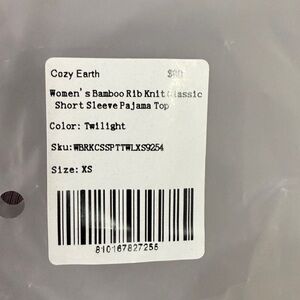 Cozy Earth
Women's Bamboo Rib Knit Classic
Short Sleeve Pajama Top
Color: Twilight
Sku:WBRKCSSPTTWLXS9254
Size: XS
810167827255